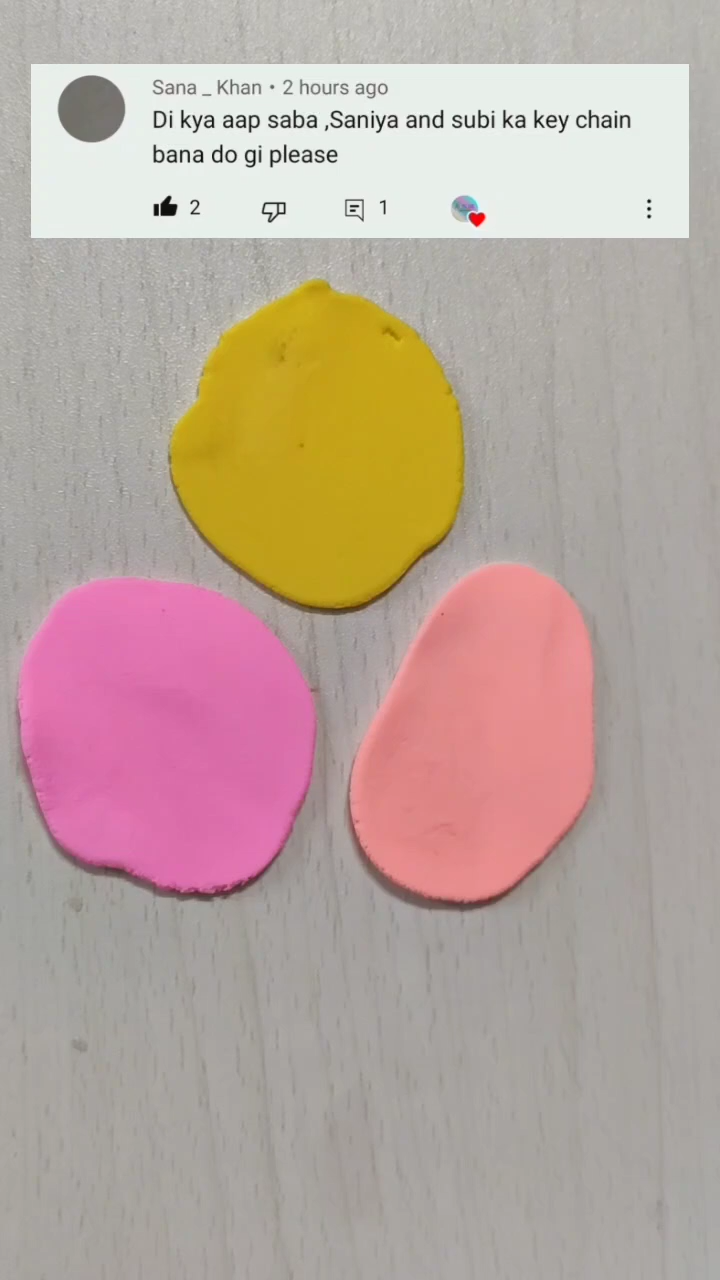 Sana _ Khan • 2 hours ago
Di kya aap saba ,Saniya and subi ka key chain
bana do gi please
2
1